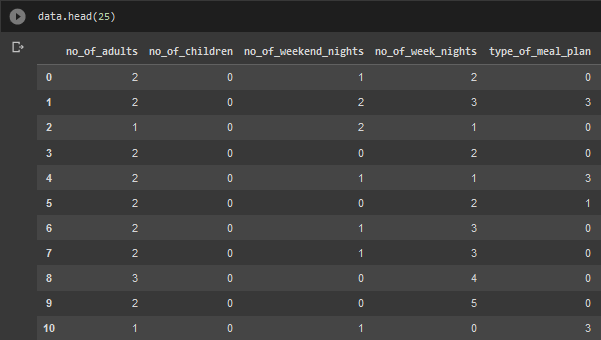 data.head(25)
no_of_adults no_of_children no_of_weekend_nights no_of_week_nights type_of_meal_plan
0 2 0 1 2 0
1 2 0 2 3 3
2 1 0 2 1 0
3 2 0 0 2 0
4 2 0 1 1 3
5 2 0 0 2 1
6 2 0 1 3 0
7 2 0 1 3 0
8 3 0 0 4 0
9 2 0 0 5 0
10 1 0 1 0 3